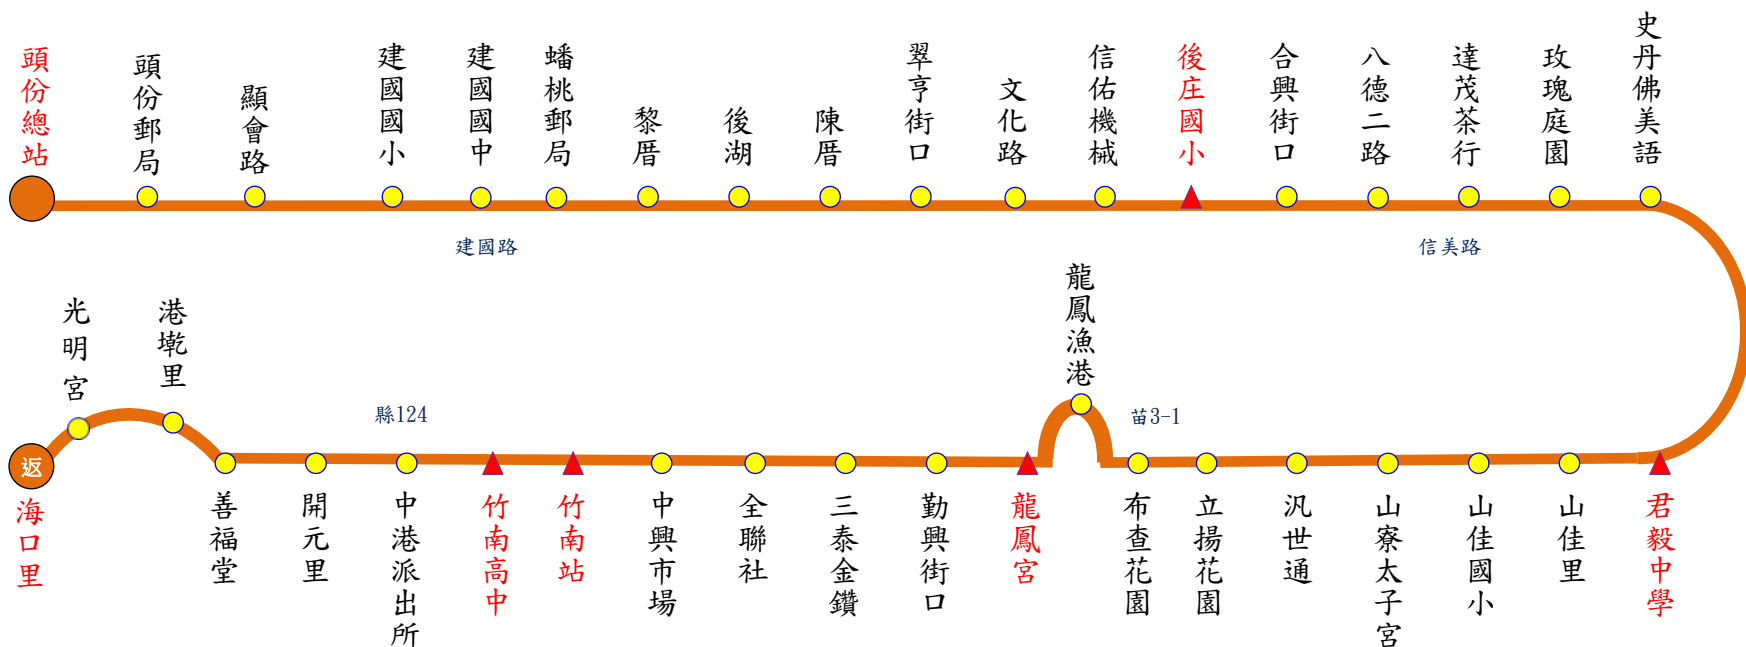 頭份總站
頭份郵局
顯會路
建國國小
建國國中
蟠桃郵局
黎厝
後湖
陳厝
翠亨街口
文化路
信佑機械
後庄國小
合興街口
八德二路
達茂茶行
玫瑰庭園
史丹佛美語
建國路
信美路
光明宮
港墘里
龍鳳漁港
縣124
苗3-1
返
海口里
善福堂
開元里
中港派出所
竹南高中
竹南站
中興市場
全聯社
三泰金鑽
勤興街口
龍鳳宮
布查花園
立揚花園
汎世通
山寮太子宮
山佳國小
山佳里
君毅中學